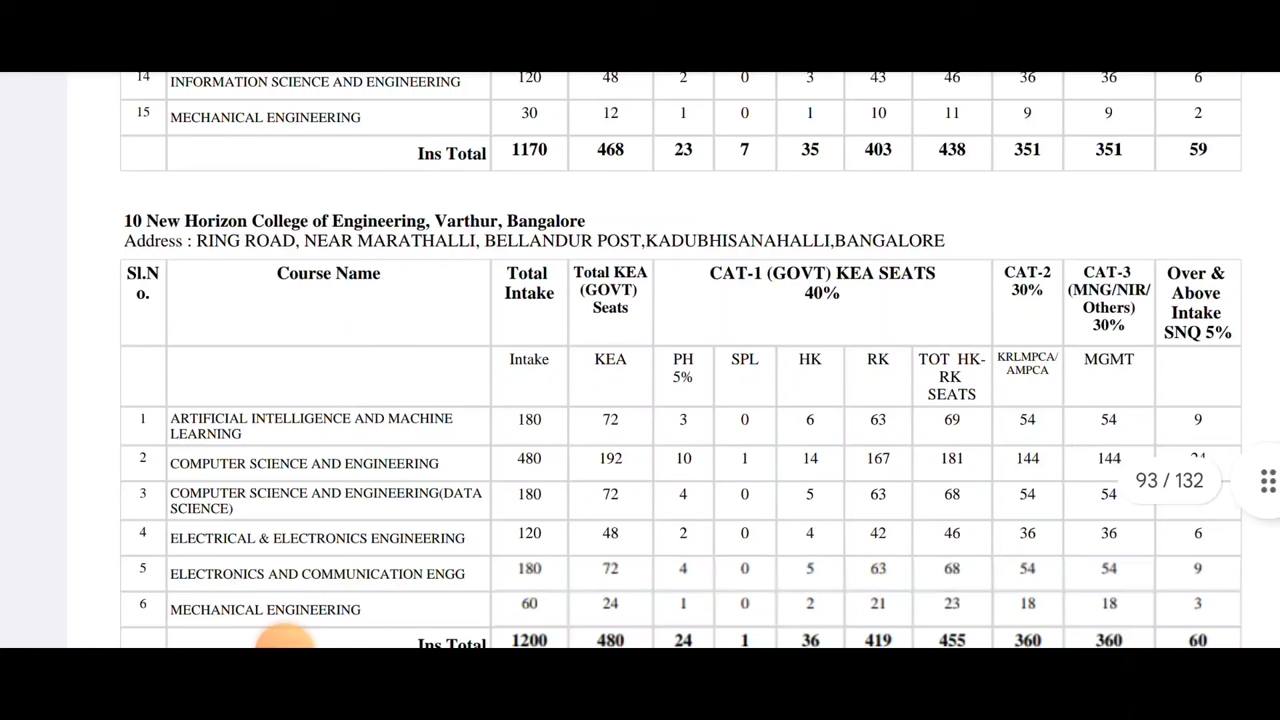 14 INFORMATION SCIENCE AND ENGINEERING 120 48 2 0 3 43 46 36 36 6
15 MECHANICAL ENGINEERING 30 12 1 0 1 10 11 9 9 2
Ins Total 1170 468 23 7 35 403 438 351 351 59
10 New Horizon College of Engineering, Varthur, Bangalore
Address : RING ROAD, NEAR MARATHALLI, BELLANDUR POST,KADUBHISANAHALLI,BANGALORE
Sl.N
o.
Course Name
Total
Intake
Total KEA
(GOVT)
Seats
CAT-1 (GOVT) KEA SEATS
40%
CAT-2
30%
CAT-3
(MNG/NIR/
Others)
30%
Over &
Above
Intake
SNQ 5%
Intake
KEA
PH
5%
SPL
HK
RK
TOT HK-
RK
SEATS
KRLMPCA/
AMPCA
MGMT
1 ARTIFICIAL INTELLIGENCE AND MACHINE
LEARNING
180 72 3 0 6 63 69 54 54 9
2 COMPUTER SCIENCE AND ENGINEERING 480 192 10 1 14 167 181 144 144
3 COMPUTER SCIENCE AND ENGINEERING(DATA
SCIENCE)
180 72 4 0 5 63 68 54 54
93 / 132
4 ELECTRICAL & ELECTRONICS ENGINEERING 120 48 2 0 4 42 46 36 36 6
5 ELECTRONICS AND COMMUNICATION ENGG 180 72 4 0 5 63 68 54 54 9
6 MECHANICAL ENGINEERING 60 24 1 0 2 21 23 18 18 3
Ins Total 1200 480 24 1 36 419 455 360 360 60